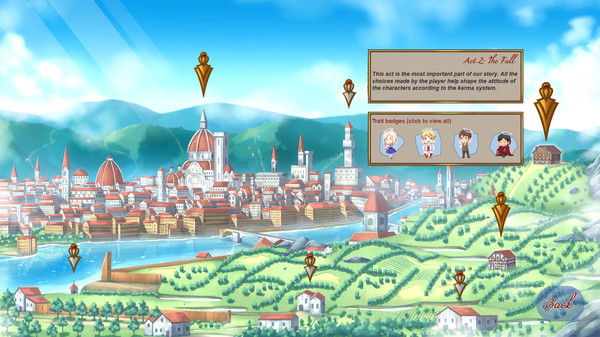 Act 2: The Fall
This act is the most important part of our story. All the
choices made by the player help shape the attitude of
the characters according to the karma system.
Trait badges (click to view all)
Back